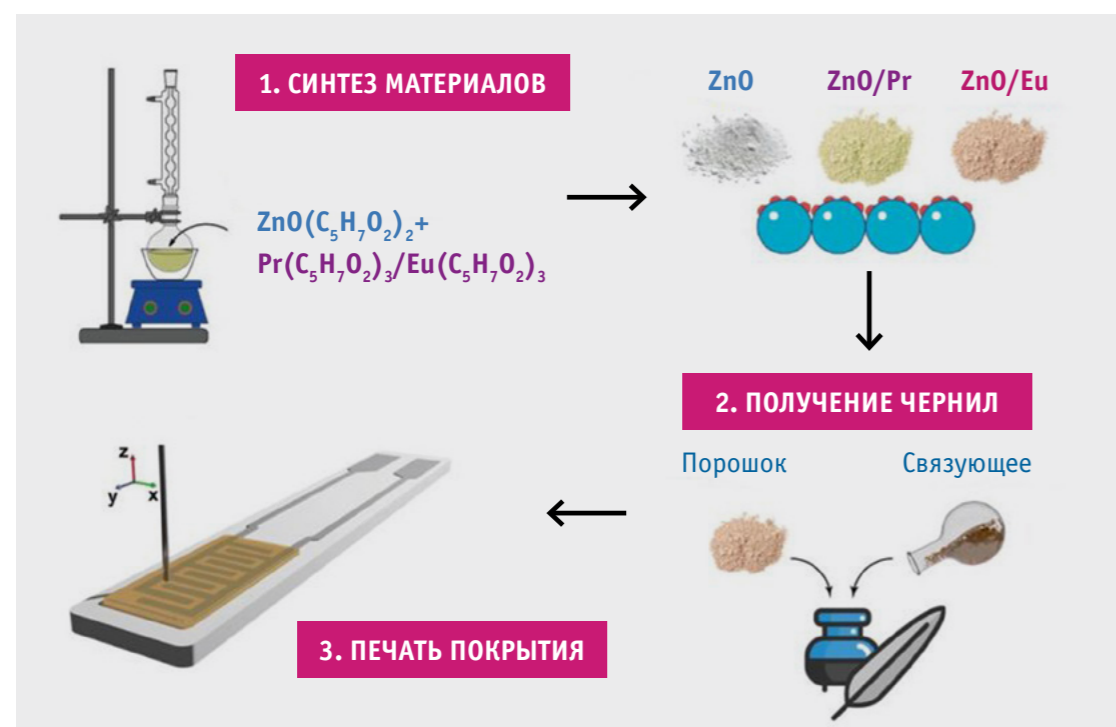 1. СИНТЕЗ МАТЕРИАЛОВ
ZnO(C₅H₇O₂)₂+
Pr(C₅H₇O₂)₃/Eu(C₅H₇O₂)₃
ZnO ZnO/Pr ZnO/Eu
2. ПОЛУЧЕНИЕ ЧЕРНИЛ
Порошок Связующее
z
y x
3. ПЕЧАТЬ ПОКРЫТИЯ